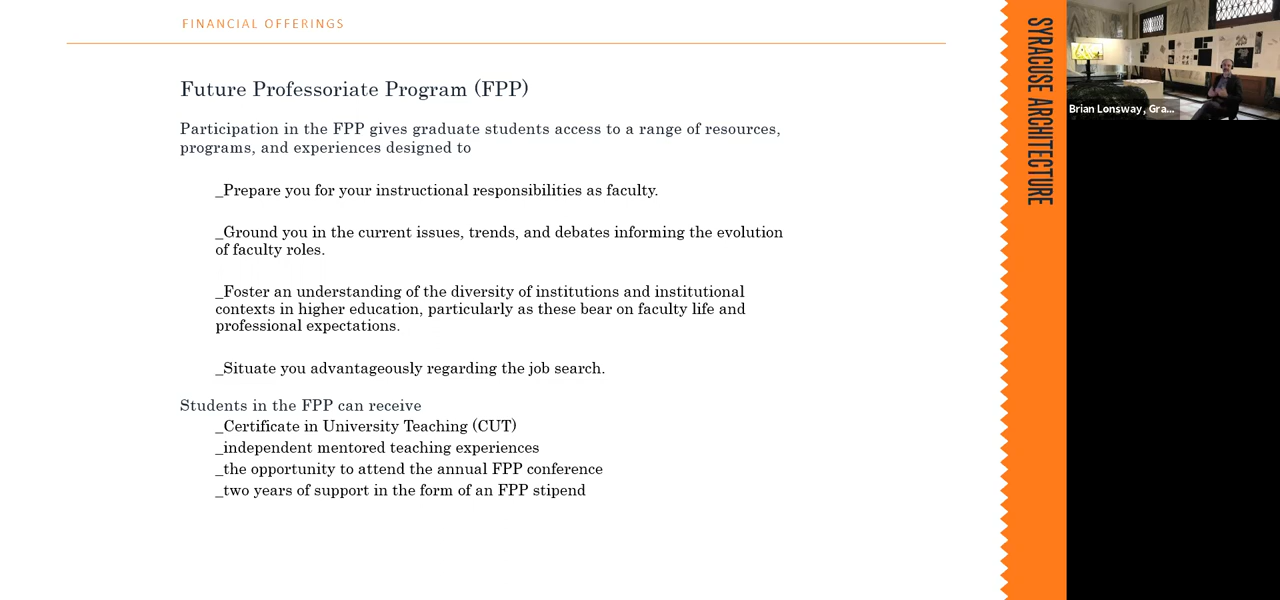 FINANCIAL OFFERINGS
Future Professoriate Program (FPP)
Participation in the FPP gives graduate students access to a range of resources,
programs, and experiences designed to
_Prepare you for your instructional responsibilities as faculty.
_Ground you in the current issues, trends, and debates informing the evolution
of faculty roles.
_Foster an understanding of the diversity of institutions and institutional
contexts in higher education, particularly as these bear on faculty life and
professional expectations.
_Situate you advantageously regarding the job search.
Students in the FPP can receive
_Certificate in University Teaching (CUT)
_independent mentored teaching experiences
_the opportunity to attend the annual FPP conference
_two years of support in the form of an FPP stipend
SYRACUSE ARCHITECTURE
Brian Lonsway, Gra...